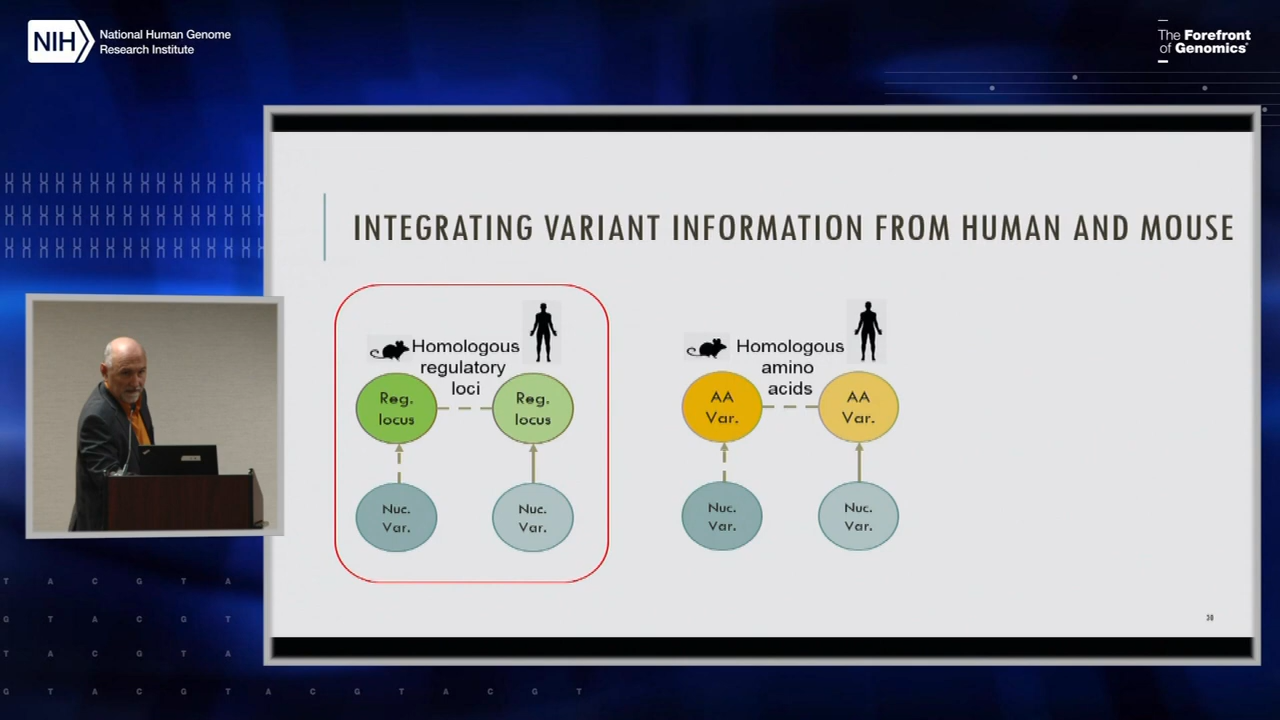 NIH
National Human Genome
Research Institute
The Forefront
of Genomics®
INTEGRATING VARIANT INFORMATION FROM HUMAN AND MOUSE
Homologous
regulatory
loci
Reg.
locus
Reg.
locus
Nuc.
Var.
Nuc.
Var.
Homologous
amino
acids
AA
Var.
AA
Var.
Nuc.
Var.
Nuc.
Var.
30
T A C G T A
G T A C G T
T A C G T A
G T A C G T A C G T A C G T